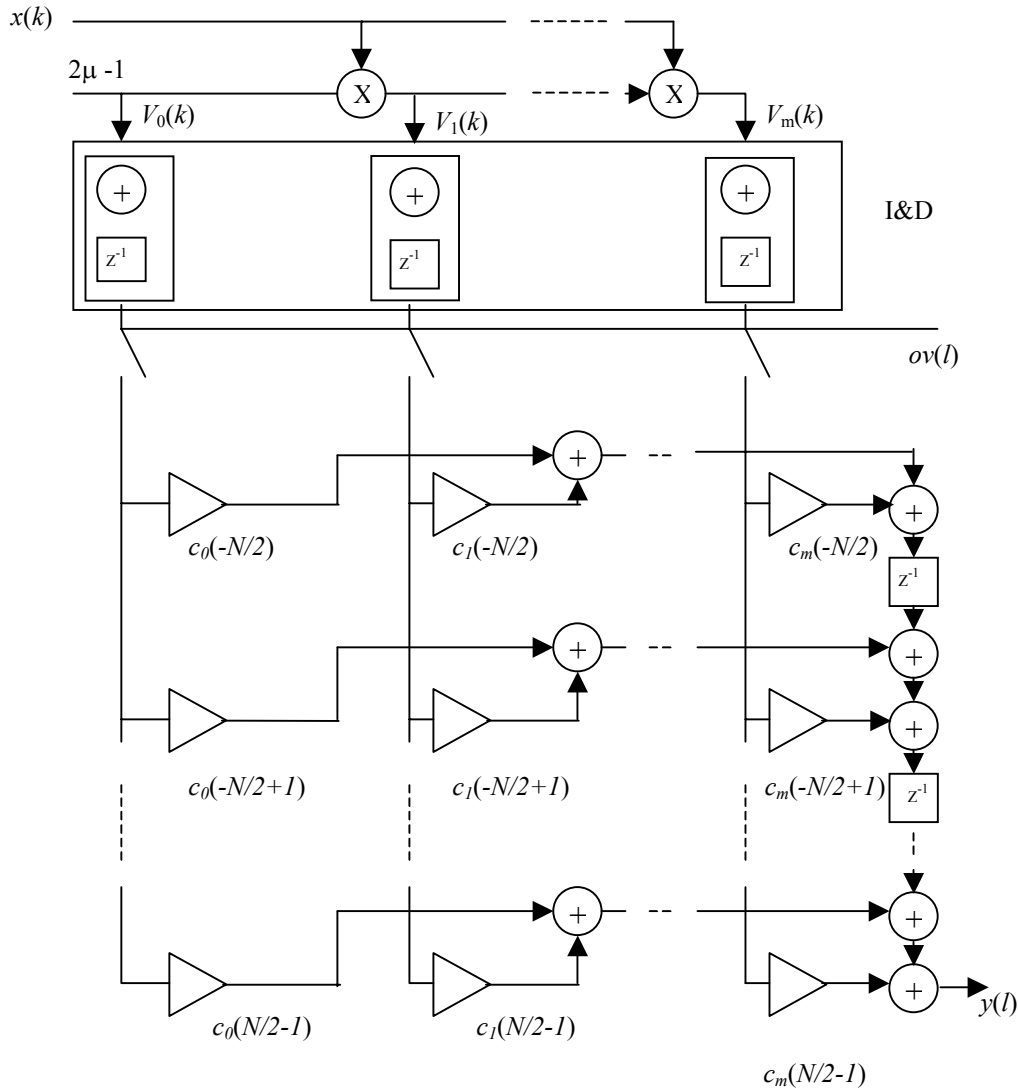 x(k)
2μ -1
X
X
V₀(k)
V₁(k)
Vₘ(k)
+
+
+
I&D
z⁻¹
z⁻¹
z⁻¹
ov(l)
+
+
c₀(-N/2)
c₁(-N/2)
cₘ(-N/2)
z⁻¹
+
+
+
c₀(-N/2+1)
c₁(-N/2+1)
cₘ(-N/2+1)
z⁻¹
+
+
+
y(l)
c₀(N/2-1)
c₁(N/2-1)
cₘ(N/2-1)